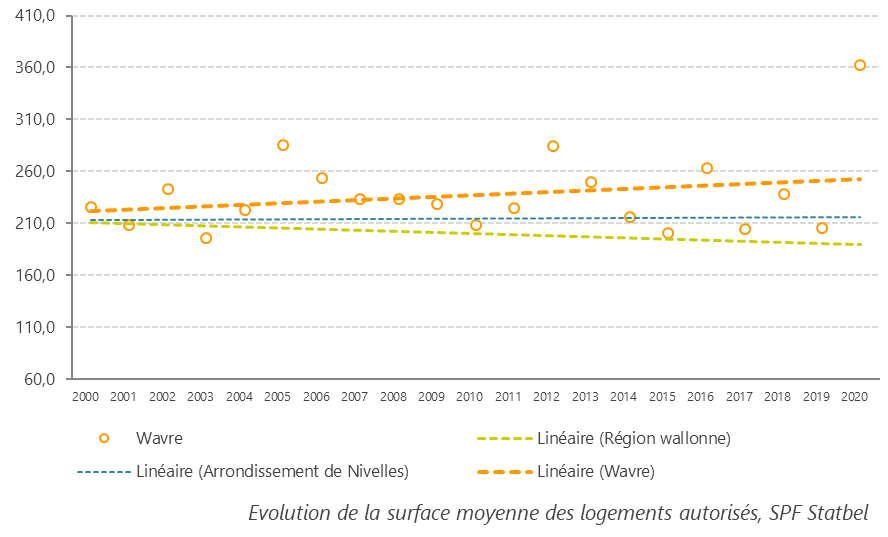 410,0
360,0
310,0
260,0
210,0
160,0
110,0
60,0
2000 2001 2002 2003 2004 2005 2006 2007 2008 2009 2010 2011 2012 2013 2014 2015 2016 2017 2018 2019 2020
Wavre Linéaire (Région wallonne)
Linéaire (Arrondissement de Nivelles) Linéaire (Wavre)
Evolution de la surface moyenne des logements autorisés, SPF Statbel